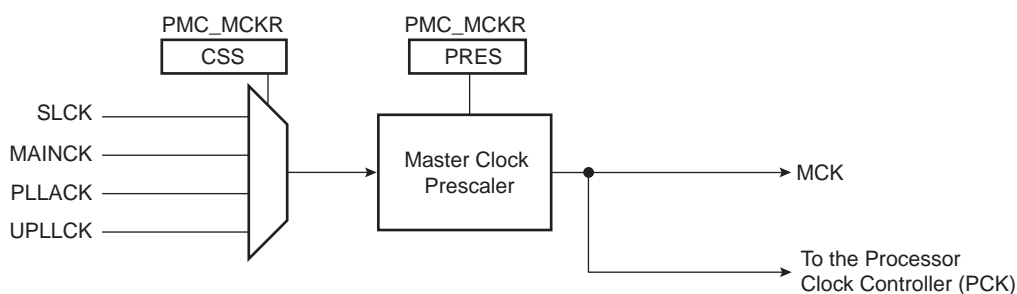 PMC_MCKR
PMC_MCKR
CSS
PRES
SLCK
MAINCK
PLLACK
UPLLCK
Master Clock
Prescaler
MCK
To the Processor
Clock Controller (PCK)